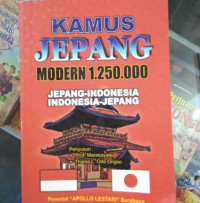 KAMUS
JEPANG
MODERN 1.250.000
JEPANG-INDONESIA
INDONESIA-JEPANG
Penyusun
Penerbit "APOLLO LESTARI" Surabaya